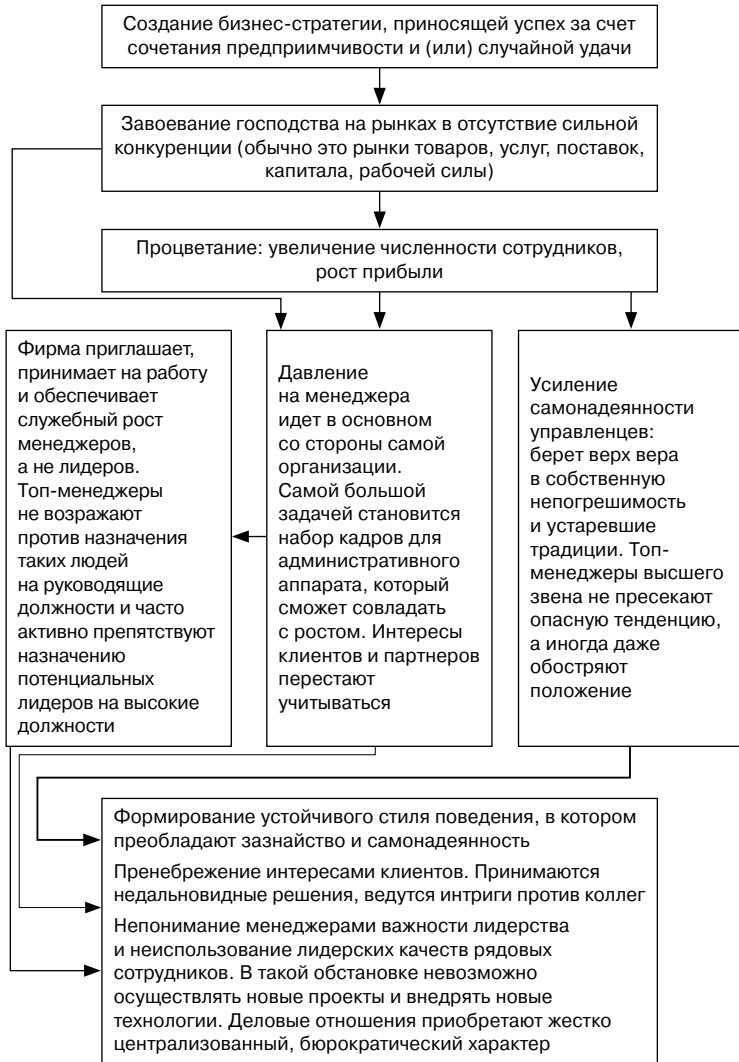 Создание бизнес-стратегии, приносящей успех за счет
сочетания предприимчивости и (или) случайной удачи
Завоевание господства на рынках в отсутствие сильной
конкуренции (обычно это рынки товаров, услуг, поставок,
капитала, рабочей силы)
Процветание: увеличение численности сотрудников,
рост прибыли
Фирма приглашает,
принимает на работу
и обеспечивает
служебный рост
менеджеров,
а не лидеров.
Топ-менеджеры
не возражают
против назначения
таких людей
на руководящие
должности и часто
активно препятствуют
назначению
потенциальных
лидеров на высокие
должности
Давление
на менеджера
идет в основном
со стороны самой
организации.
Самой большой
задачей становится
набор кадров для
административного
аппарата, который
сможет совладать
с ростом. Интересы
клиентов и партнеров
перестают
учитываться
Усиление
самонадеянности
управленцев:
берет верх вера
в собственную
непогрешимость
и устаревшие
традиции. Топ-
менеджеры высшего
звена не пресекают
опасную тенденцию,
а иногда даже
обостряют
положение
Формирование устойчивого стиля поведения, в котором
преобладают зазнайство и самонадеянность
Пренебрежение интересами клиентов. Принимаются
недальновидные решения, ведутся интриги против коллег
Непонимание менеджерами важности лидерства
и неиспользование лидерских качеств рядовых
сотрудников. В такой обстановке невозможно
осуществлять новые проекты и внедрять новые
технологии. Деловые отношения приобретают жестко
централизованный, бюрократический характер